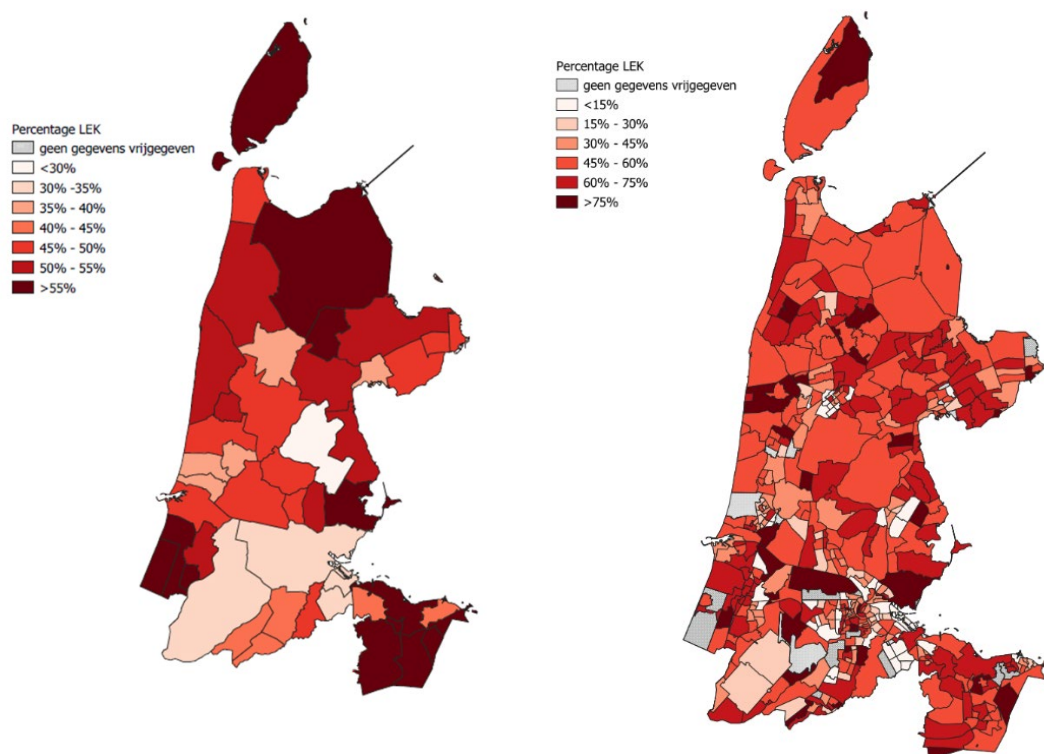 Percentage LEK
geen gegevens vrijgegeven
<30%
30% -35%
35% - 40%
40% - 45%
45% - 50%
50% - 55%
>55%
Percentage LEK
geen gegevens vrijgegeven
<15%
15% - 30%
30% - 45%
45% - 60%
60% - 75%
>75%